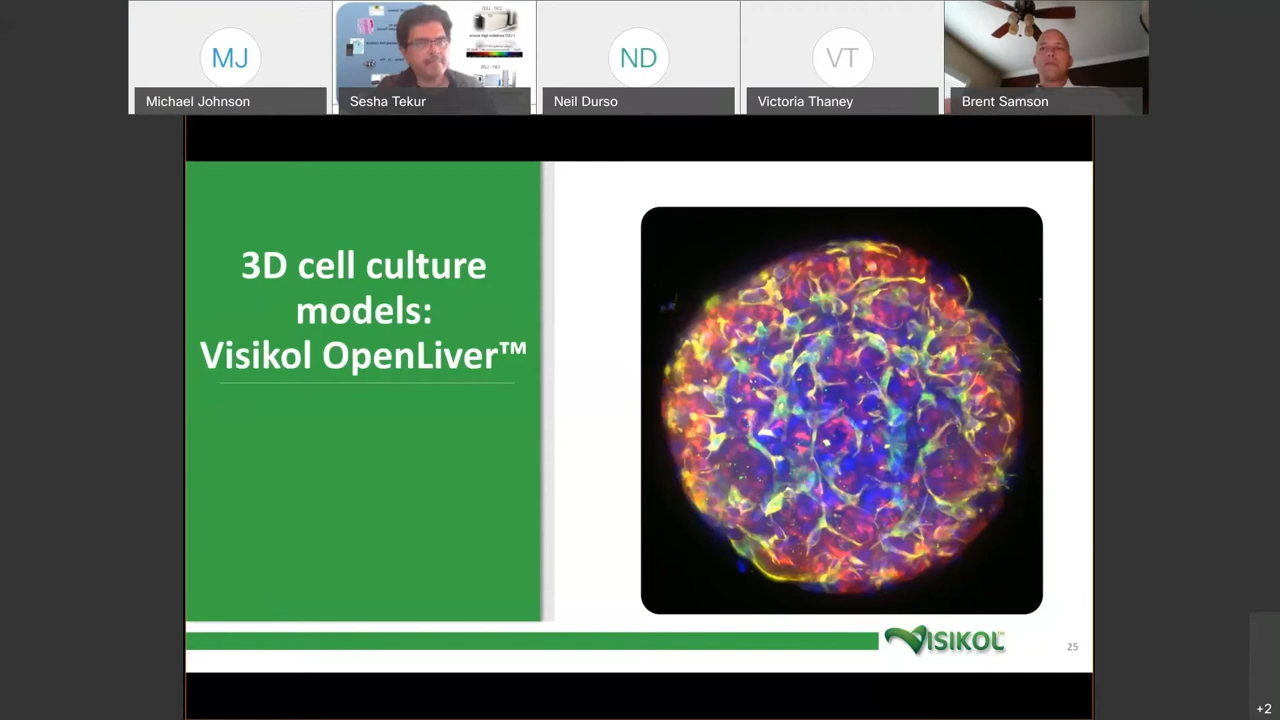 MJ
Michael Johnson
Sesha Tekur
ND
Neil Durso
VT
Victoria Thaney
Brent Samson
3D cell culture
models:
Visikol OpenLiver™
VISIKOL
25
+2